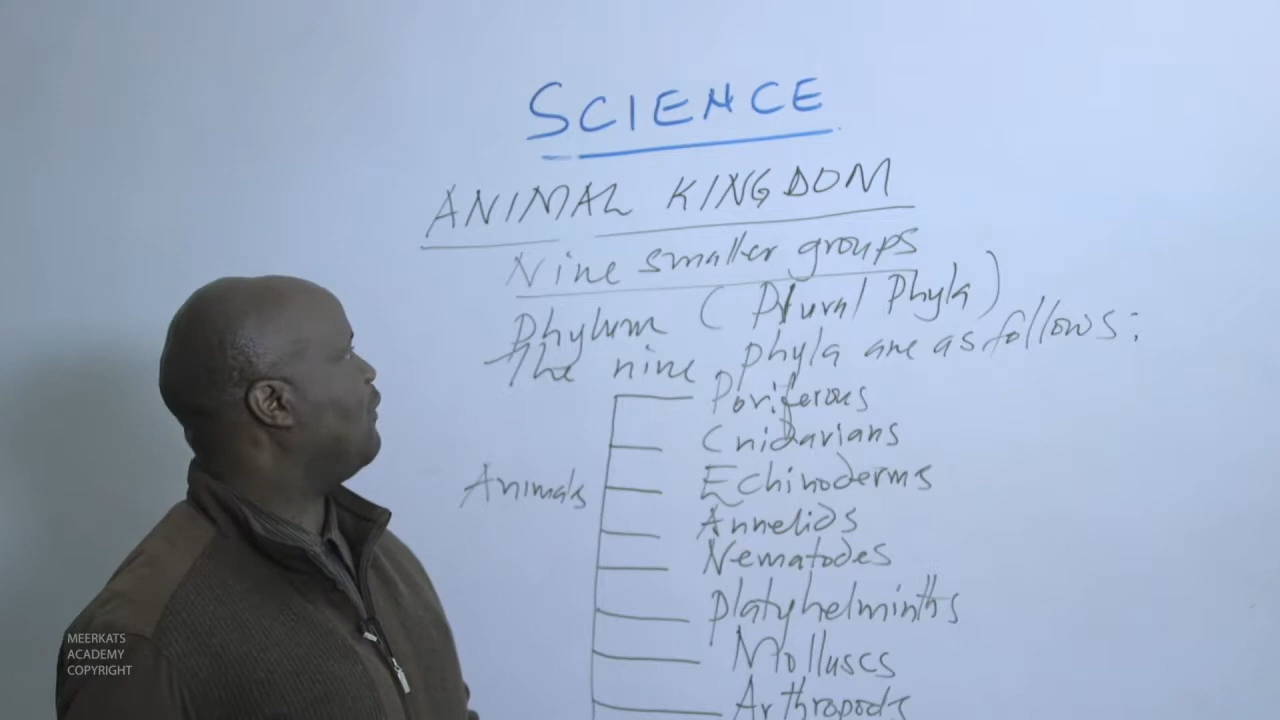 SCIENCE
ANIMAL KINGDOM
Nine smaller groups
Phylum (Plural Phyla)
The nine phyla are as follows:
Poriferous
Cnidarians
Echinoderms
Animals
Annelids
Nematodes
Platyhelminths
Molluscs
Arthropods
MEERKATS
ACADEMY
COPYRIGHT